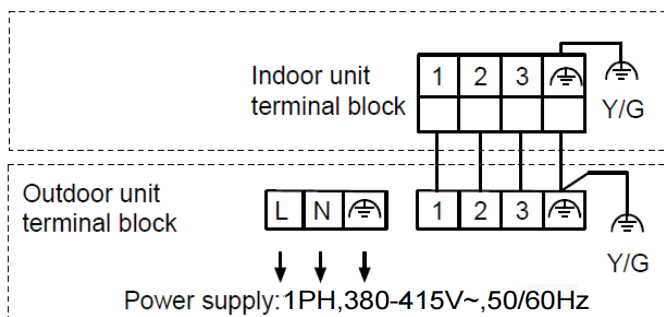 Indoor unit
terminal block
1 2 3
Y/G
Outdoor unit
terminal block
L N
1 2 3
Y/G
Power supply:1PH,380-415V~,50/60Hz